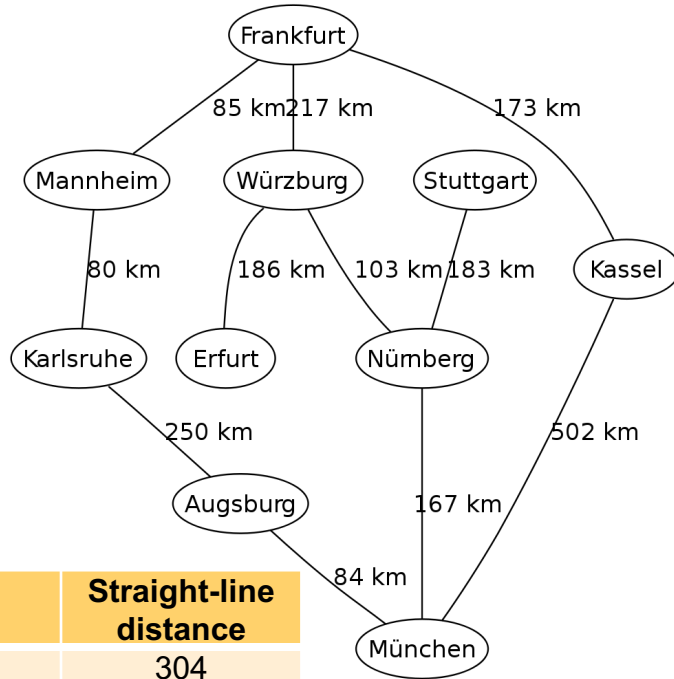 Frankfurt
85 km
217 km
173 km
Mannheim
Würzburg
Stuttgart
80 km
186 km
103 km
183 km
Kassel
Karlsruhe
Erfurt
Nürnberg
250 km
502 km
Augsburg
167 km
84 km
Straight-line
distance
München
304